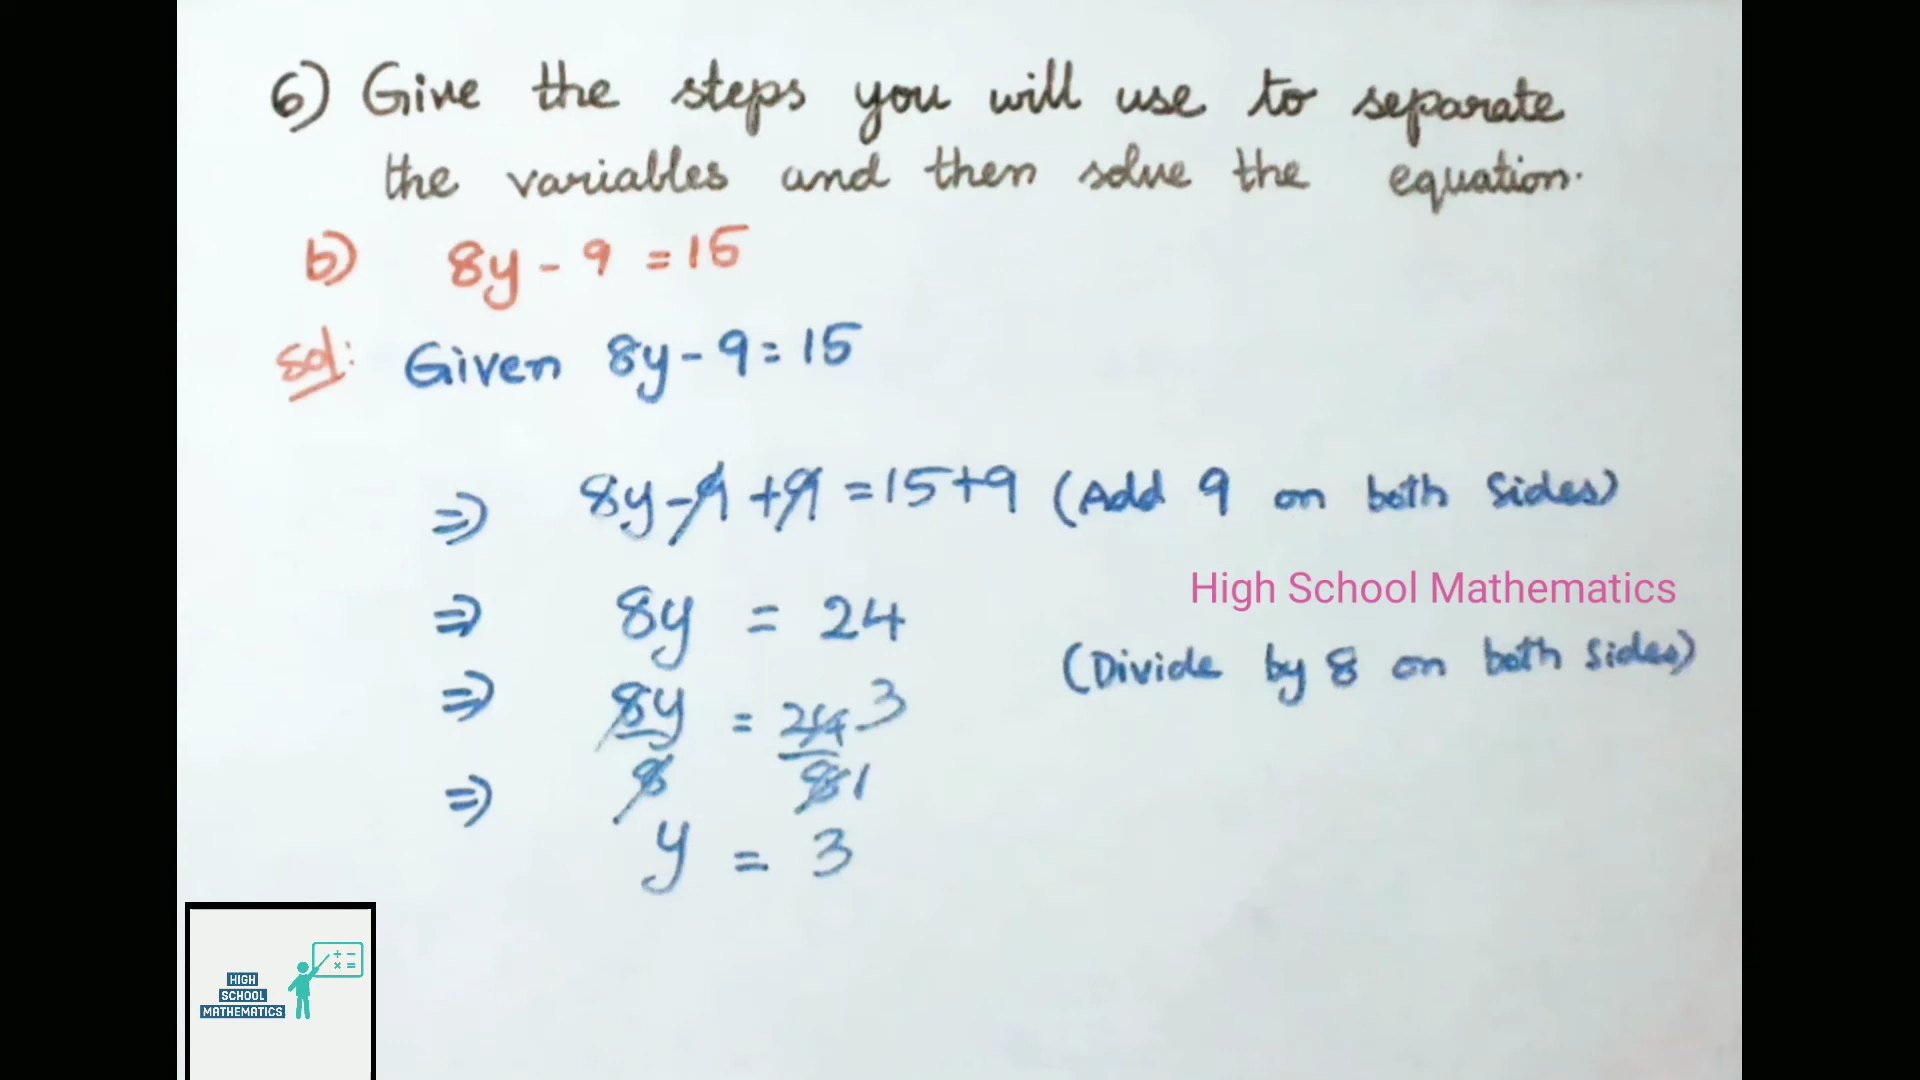 6) Give the steps you will use to separate
the variables and then solve the equation.
b) 8y - 9 = 15
Sol: Given 8y - 9 = 15
⇒ 8y - 9 + 9 = 15 + 9 (Add 9 on both Sides)
High School Mathematics
⇒ 8y = 24
(Divide by 8 on both Sides)
⇒ 8y/8 = 24/8 3/1
⇒ y = 3
HIGH
SCHOOL
MATHEMATICS